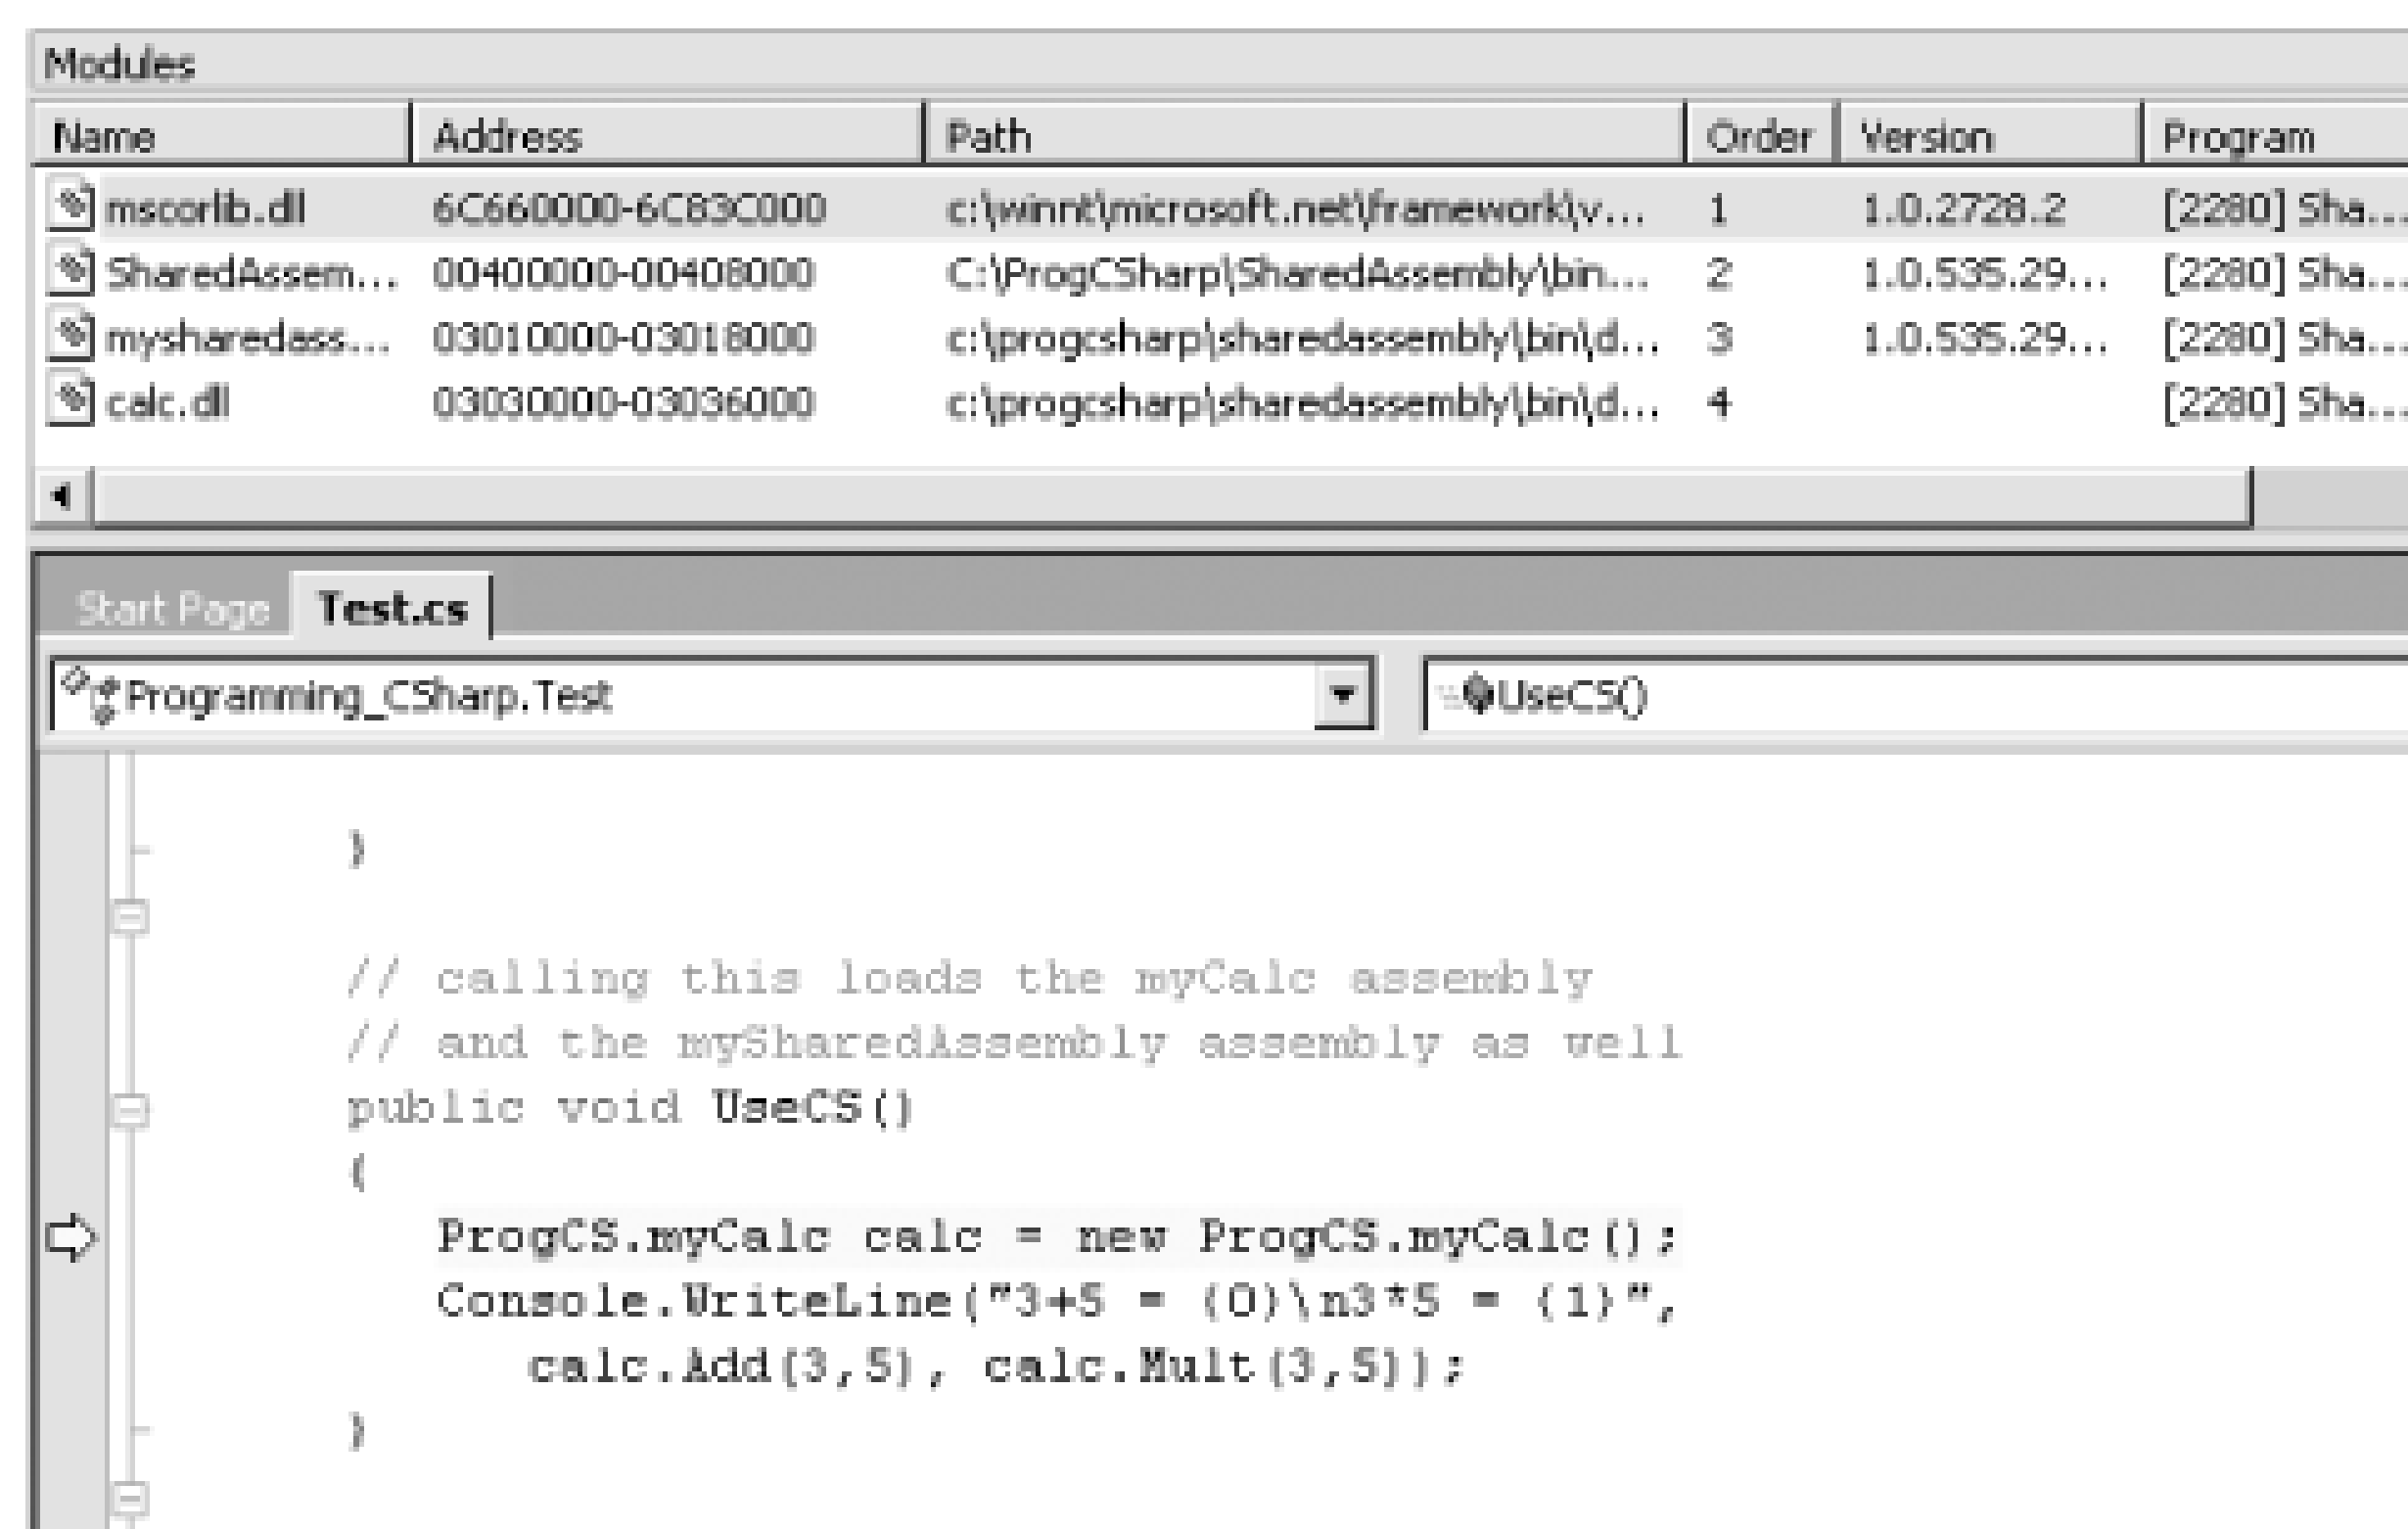 Modules
Name Address Path Order Version Program
mscorlib.dll 6C660000-6C83C000 c:\winnt\microsoft.net\framework\v... 1 1.0.2728.2 [2280] Sha...
SharedAssem... 00400000-00408000 C:\ProgCSharp\SharedAssembly\bin... 2 1.0.535.29... [2280] Sha...
mysharedass... 03010000-03018000 c:\progcsharp\sharedassembly\bin\d... 3 1.0.535.29... [2280] Sha...
calc.dll 03030000-03036000 c:\progcsharp\sharedassembly\bin\d... 4 [2280] Sha...
Start Page Test.cs
Programming_CSharp.Test UseCS()
}
// calling this loads the myCalc assembly
// and the mySharedAssembly assembly as well
public void UseCS()
{
ProgCS.myCalc calc = new ProgCS.myCalc();
Console.WriteLine("3+5 = {0}\n3*5 = {1}",
calc.Add(3,5), calc.Mult(3,5));
}